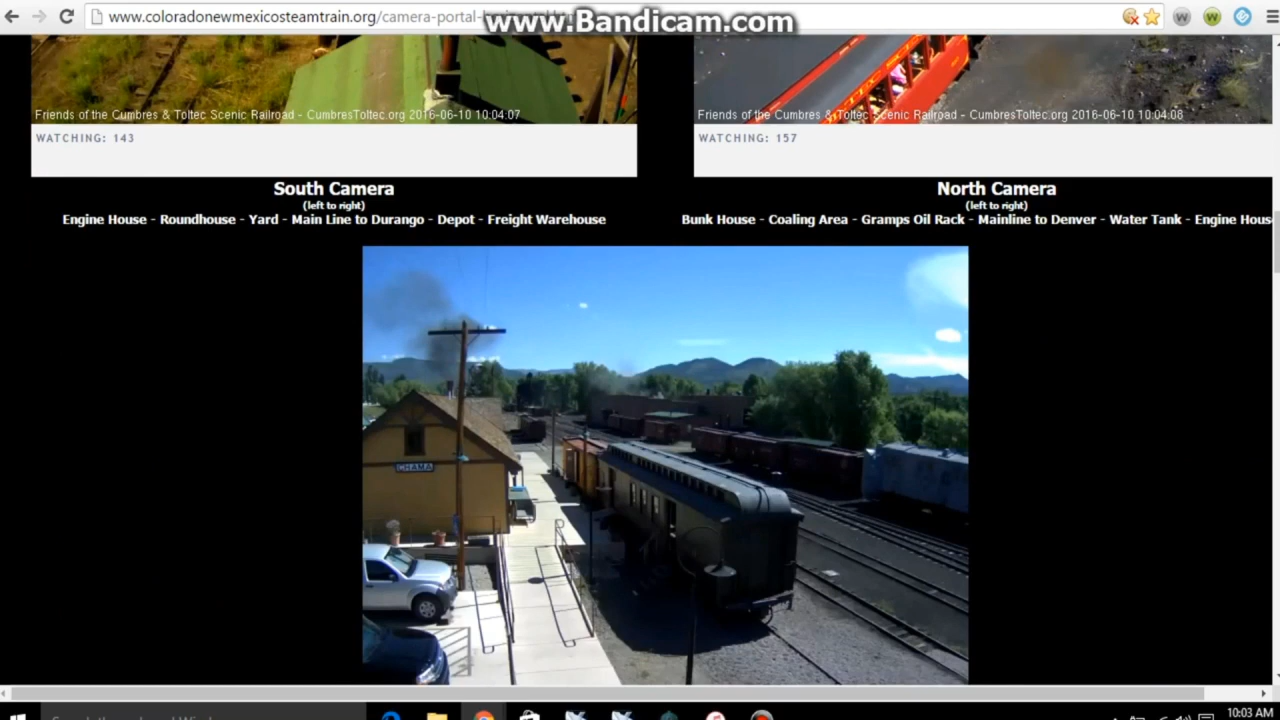 www.coloradonewmexicosteamtrain.org/camera-portal-
www.Bandicam.com
Friends of the Cumbres & Toltec Scenic Railroad - CumbresToltec.org 2016-06-10 10:04:07
Friends of the Cumbres & Toltec Scenic Railroad - CumbresToltec.org 2016-06-10 10:04:08
WATCHING: 143
WATCHING: 157
South Camera
(left to right)
Engine House - Roundhouse - Yard - Main Line to Durango - Depot - Freight Warehouse
North Camera
(left to right)
Bunk House - Coaling Area - Gramps Oil Rack - Mainline to Denver - Water Tank - Engine Hous
CHAMA
10:03 AM